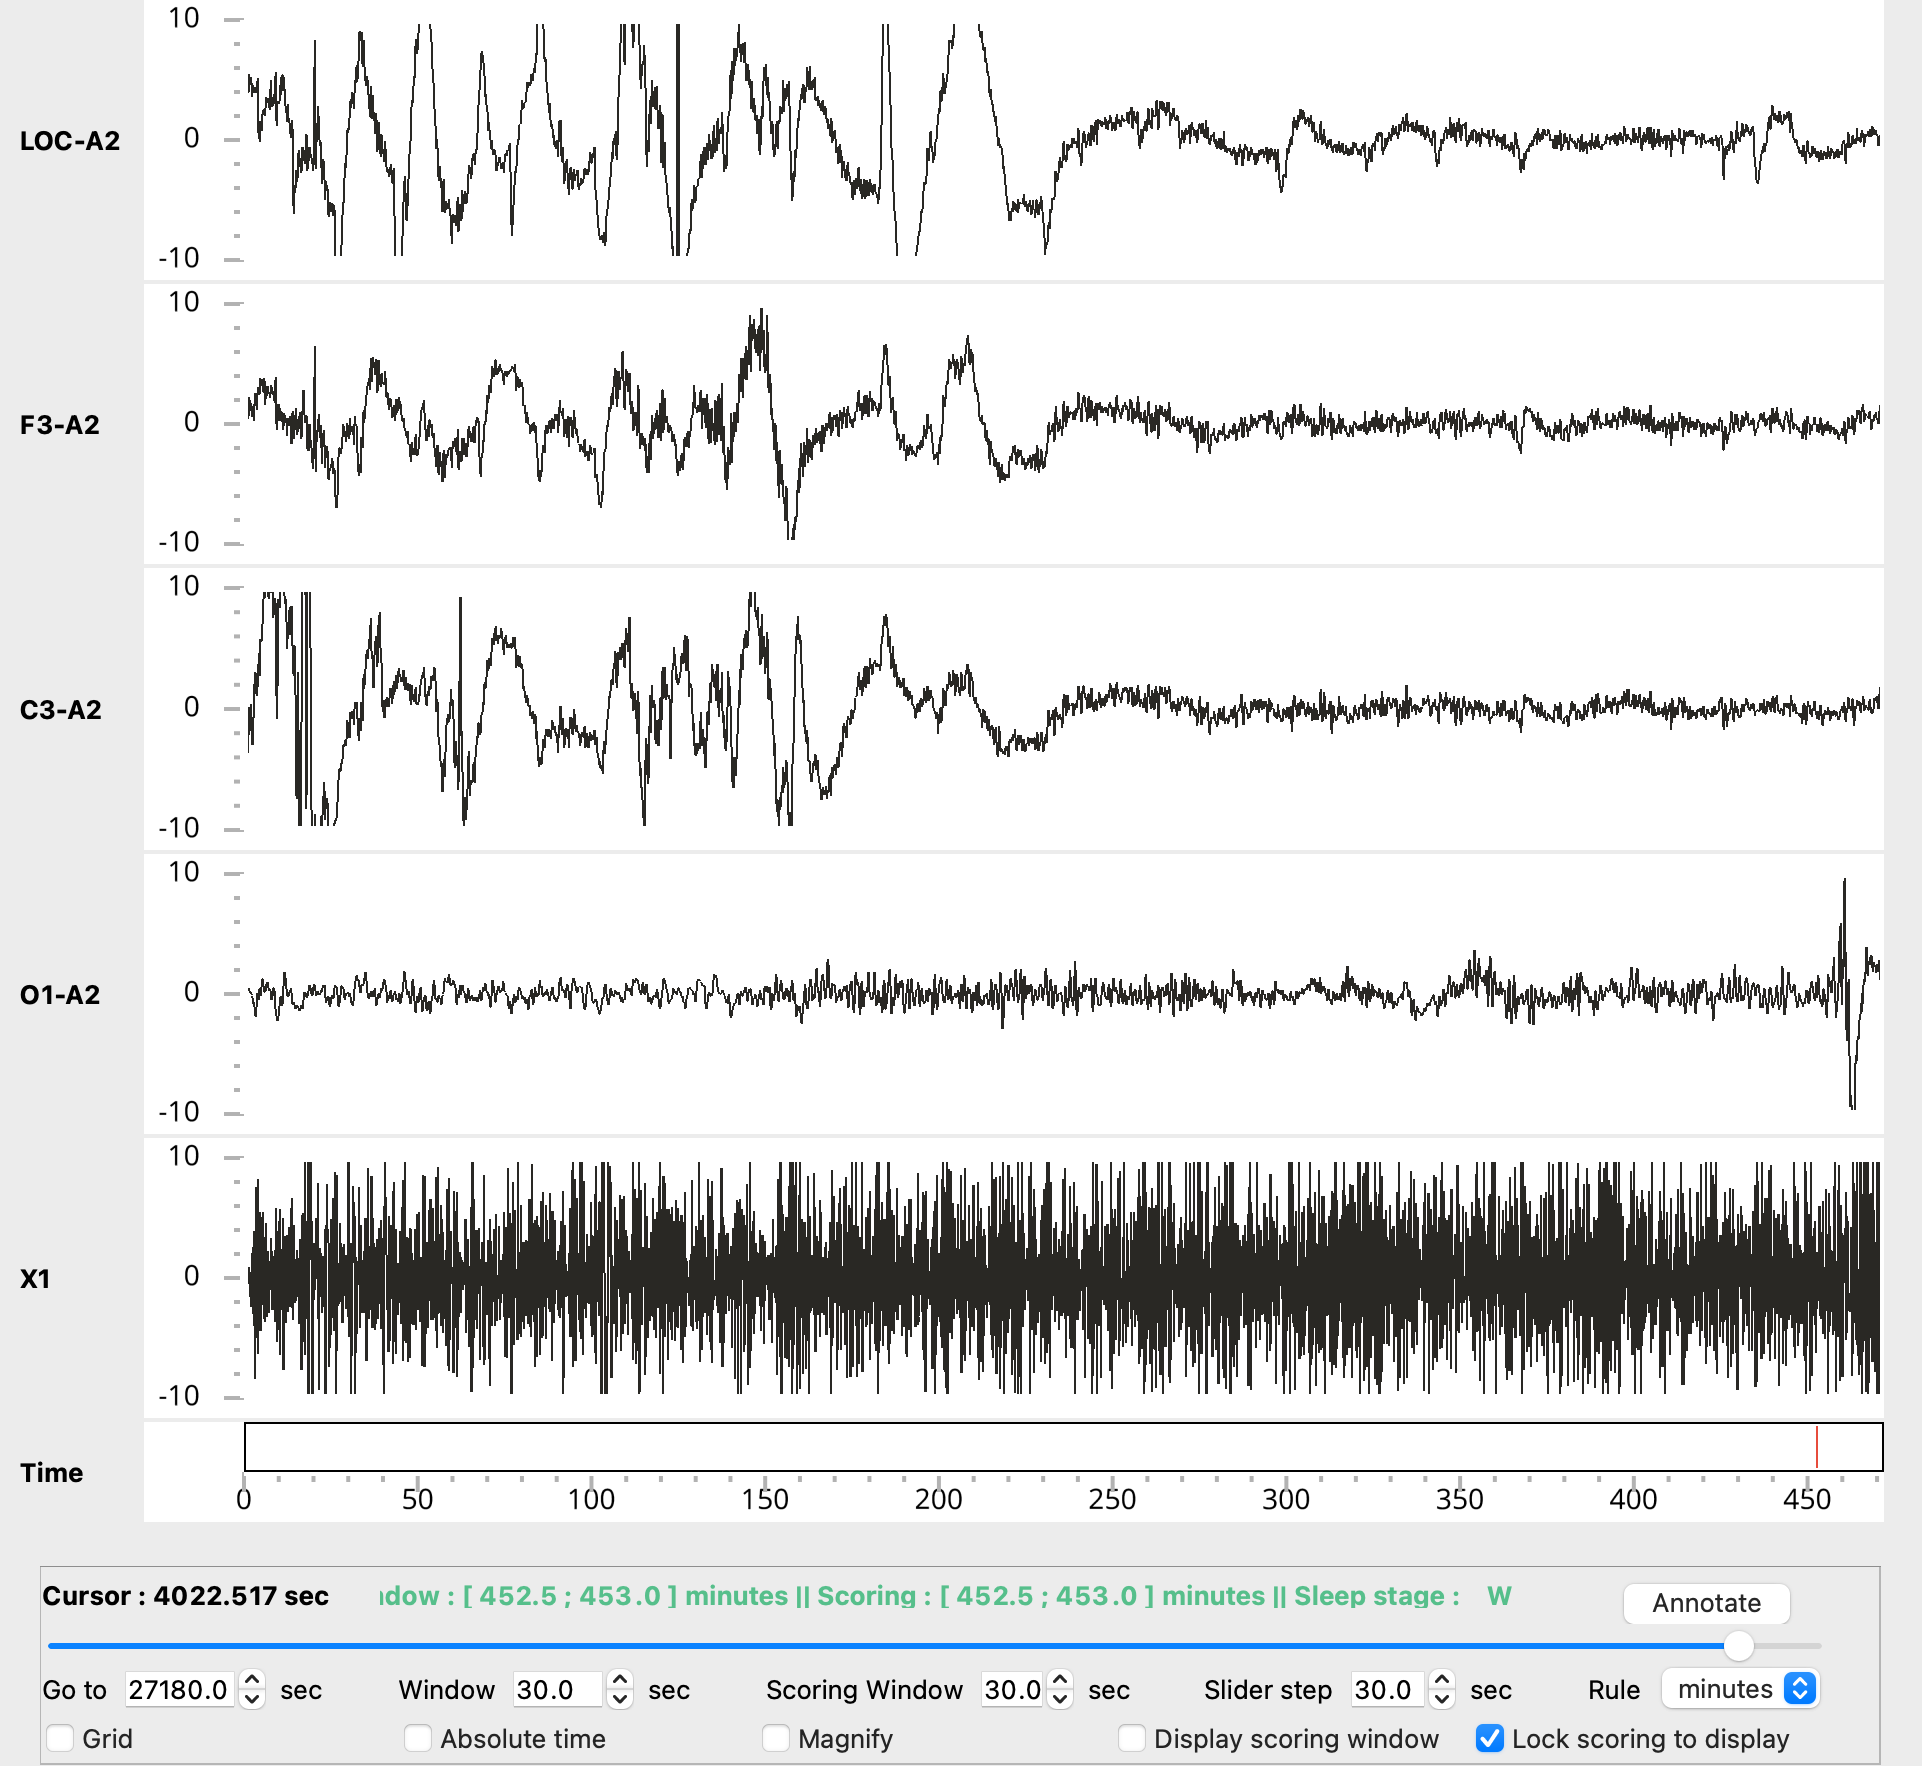 10
LOC-A2
0
-10
10
F3-A2
0
-10
10
C3-A2
0
-10
10
O1-A2
0
-10
10
X1
0
-10
Time
0 50 100 150 200 250 300 350 400 450
Cursor : 4022.517 sec dow : [ 452.5 ; 453.0 ] minutes || Scoring : [ 452.5 ; 453.0 ] minutes || Sleep stage : W Annotate
Go to 27180.0 sec Window 30.0 sec Scoring Window 30.0 sec Slider step 30.0 sec Rule minutes
Grid Absolute time Magnify Display scoring window Lock scoring to display